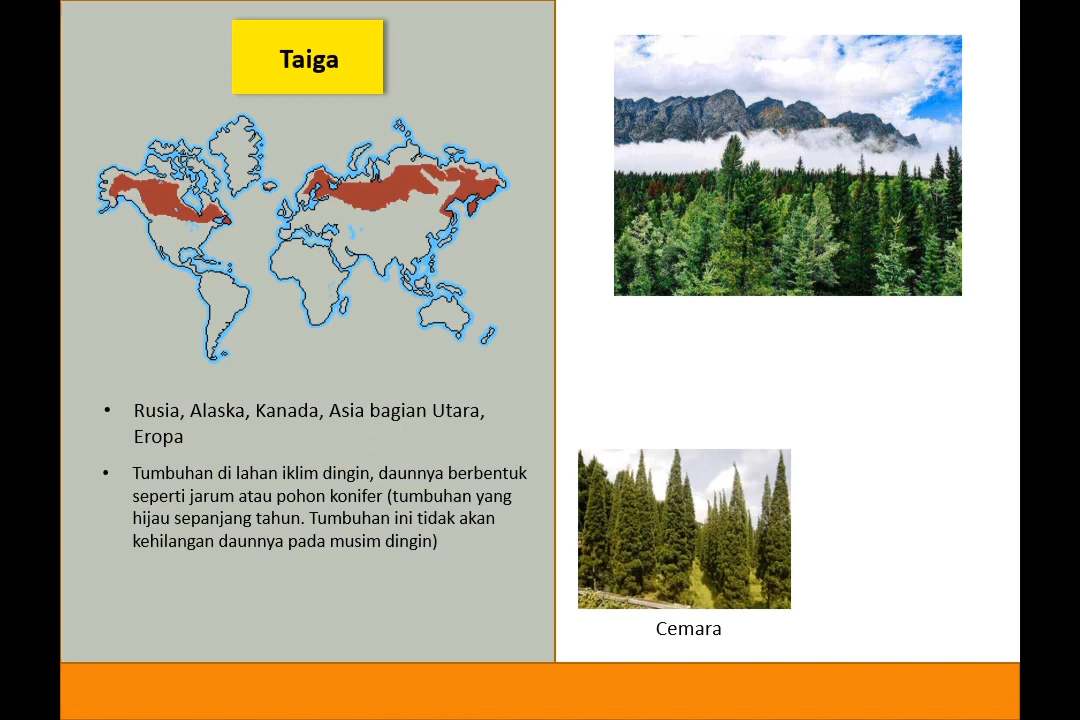 Taiga
• Rusia, Alaska, Kanada, Asia bagian Utara,
Eropa
• Tumbuhan di lahan iklim dingin, daunnya berbentuk
seperti jarum atau pohon konifer (tumbuhan yang
hijau sepanjang tahun. Tumbuhan ini tidak akan
kehilangan daunnya pada musim dingin)
Cemara